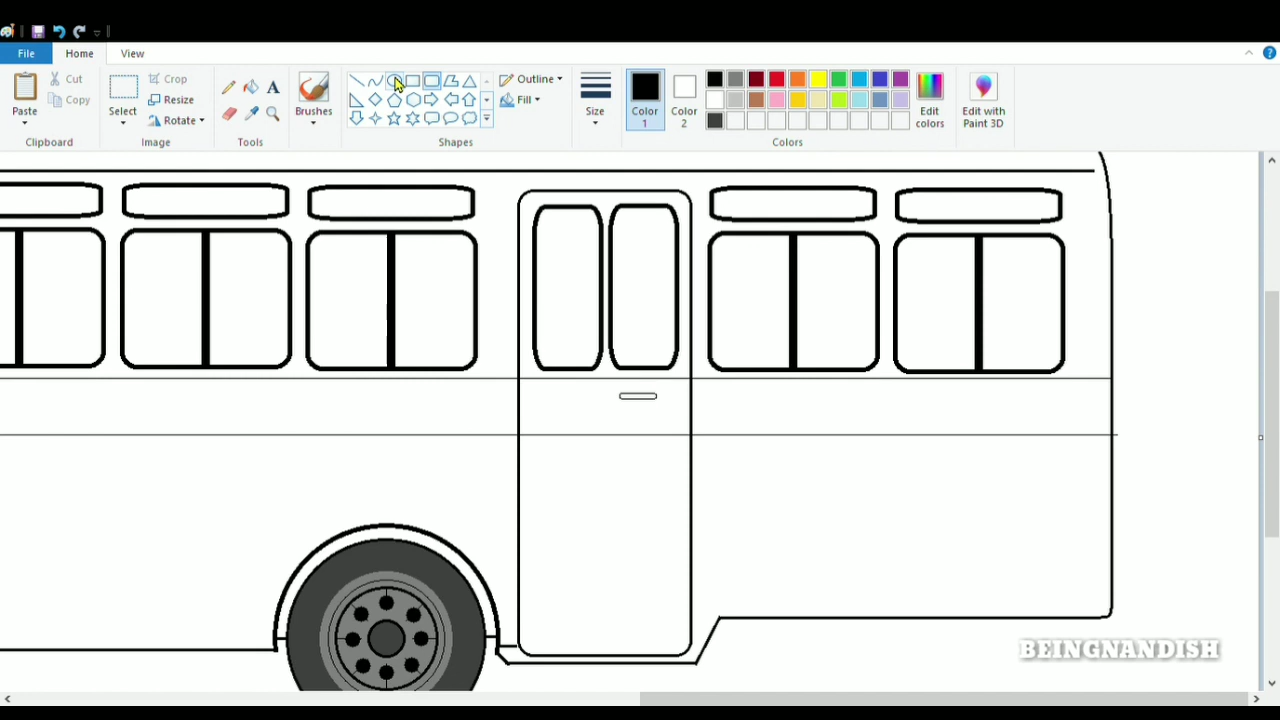 File Home View
Paste Cut Copy
Select Crop Resize Rotate
A
Brushes
Outline Fill
Size
Color 1
Color 2
Edit colors
Edit with Paint 3D
Clipboard Image Tools Shapes Colors
BEINGNANDISH